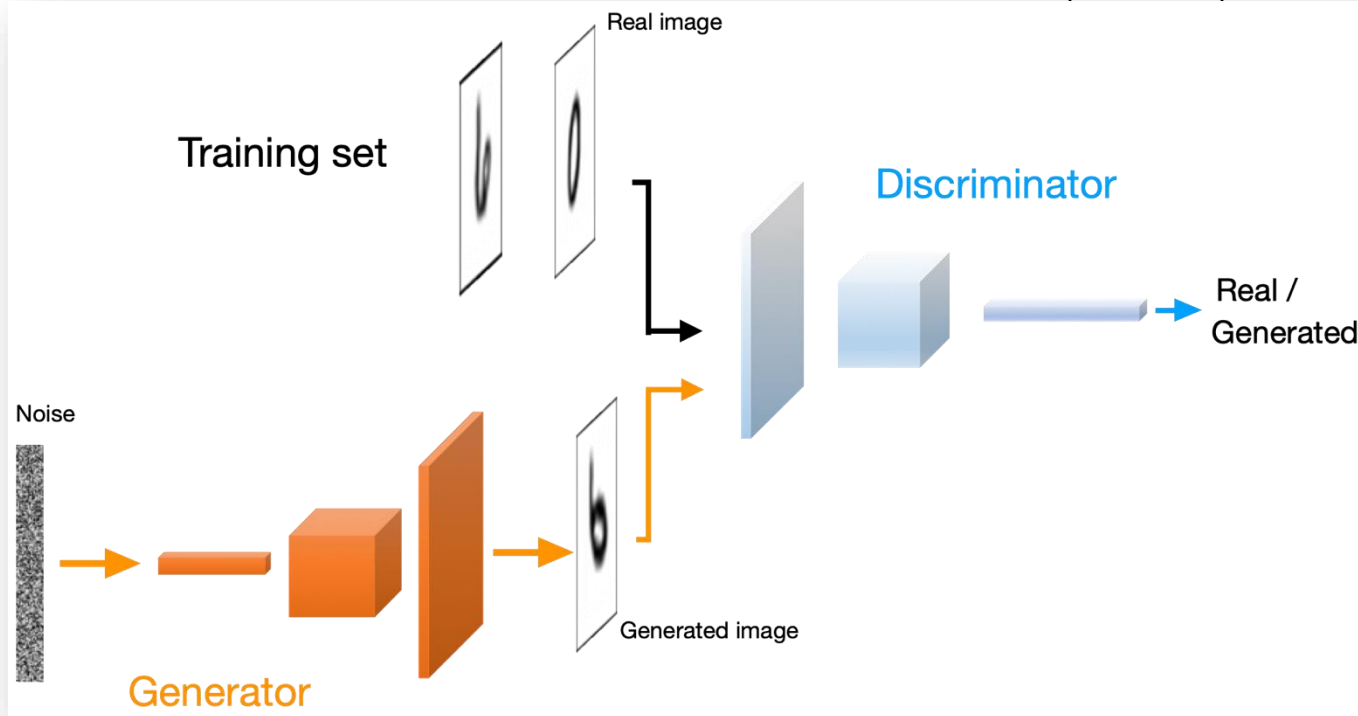 Real image
Training set
Discriminator
Real /
Generated
Noise
Generated image
Generator